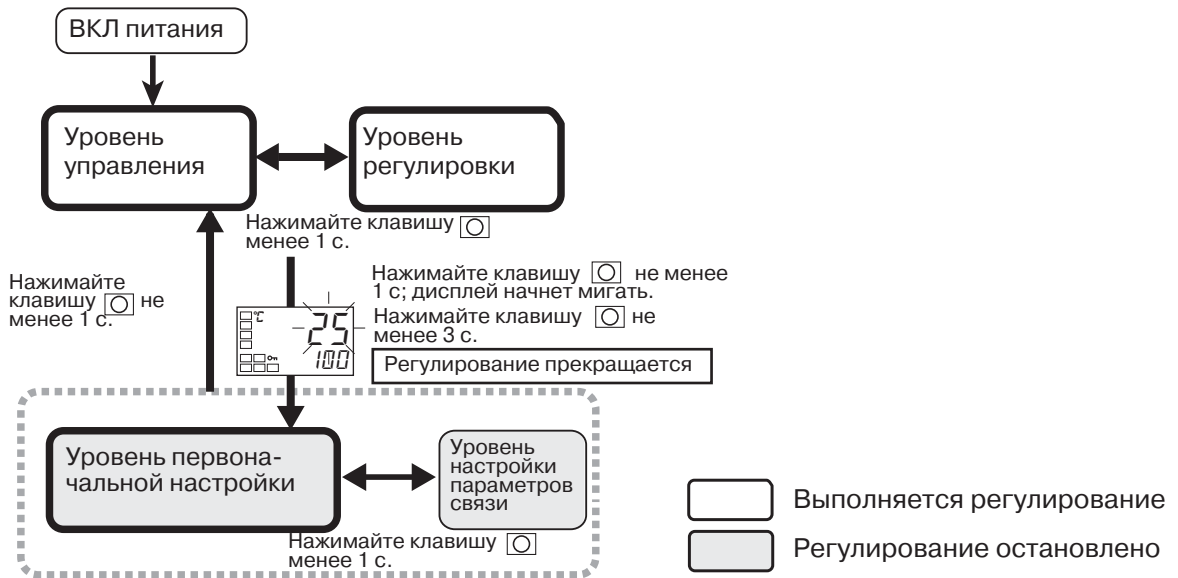 ВКЛ питания
Уровень
управления
Уровень
регулировки
Нажимайте клавишу
менее 1 с.
Нажимайте
клавишу не
менее 1 с.
Нажимайте клавишу не менее
1 с; дисплей начнет мигать.
Нажимайте клавишу не
менее 3 с.
°C
25
100
Регулирование прекращается
Уровень первона-
чальной настройки
Уровень
настройки
параметров
связи
Нажимайте клавишу
менее 1 с.
Выполняется регулирование
Регулирование остановлено